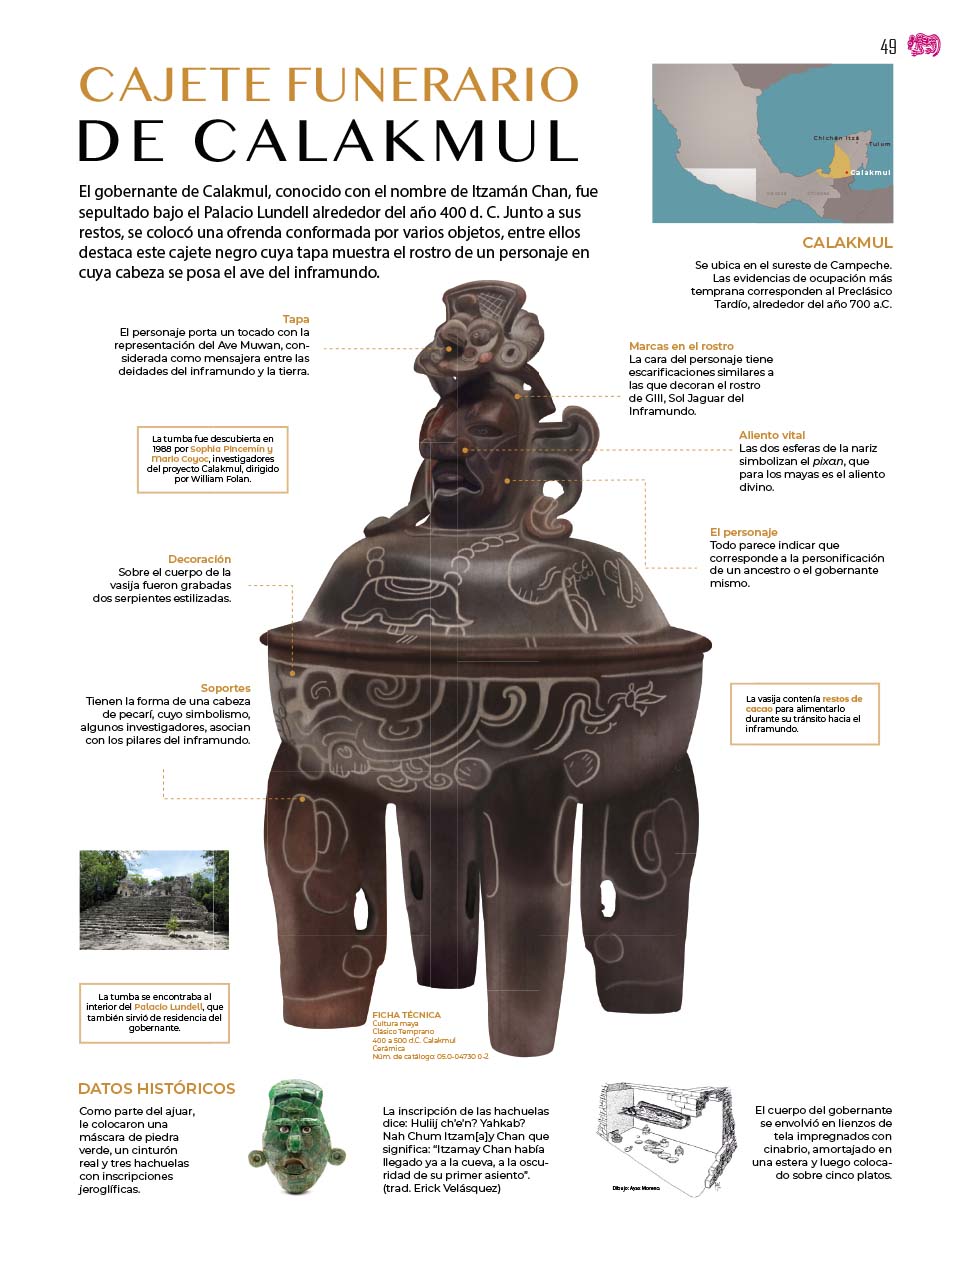 49
CAJETE FUNERARIO
DE CALAKMUL
El gobernante de Calakmul, conocido con el nombre de Itzamán Chan, fue
sepultado bajo el Palacio Lundell alrededor del año 400 d. C. Junto a sus
restos, se colocó una ofrenda conformada por varios objetos, entre ellos
destaca este cajete negro cuya tapa muestra el rostro de un personaje en
cuya cabeza se posa el ave del inframundo.
Chichén Itzá
Tulum
Calakmul
OAXACA
CHIAPAS
CALAKMUL
Se ubica en el sureste de Campeche.
Las evidencias de ocupación más
temprana corresponden al Preclásico
Tardío, alrededor del año 700 a.C.
Tapa
El personaje porta un tocado con la
representación del Ave Muwan, con-
siderada como mensajera entre las
deidades del inframundo y la tierra.
Marcas en el rostro
La cara del personaje tiene
escarificaciones similares a
las que decoran el rostro
de GIII, Sol Jaguar del
Inframundo.
La tumba fue descubierta en
1988 por Sophia Pincemin y
Mario Coyoc, investigadores
del proyecto Calakmul, dirigido
por William Folan.
Aliento vital
Las dos esferas de la nariz
simbolizan el pixan, que
para los mayas es el aliento
divino.
El personaje
Todo parece indicar que
corresponde a la personificación
de un ancestro o el gobernante
mismo.
Decoración
Sobre el cuerpo de la
vasija fueron grabadas
dos serpientes estilizadas.
Soportes
Tienen la forma de una cabeza
de pecarí, cuyo simbolismo,
algunos investigadores, asocian
con los pilares del inframundo.
La vasija contenía restos de
cacao para alimentarlo
durante su tránsito hacia el
inframundo.
La tumba se encontraba al
interior del Palacio Lundell, que
también sirvió de residencia del
gobernante.
FICHA TÉCNICA
Cultura maya
Clásico Temprano
400 a 500 d.C. Calakmul
Cerámica
Núm. de catálogo: 05.0-04730 0-2
DATOS HISTÓRICOS
Como parte del ajuar,
le colocaron una
máscara de piedra
verde, un cinturón
real y tres hachuelas
con inscripciones
jeroglíficas.
La inscripción de las hachuelas
dice: Huliij ch'e'n? Yahkab?
Nah Chum Itzam[a]y Chan que
significa: “Itzamay Chan había
llegado ya a la cueva, a la oscu-
ridad de su primer asiento”.
(trad. Erick Velásquez)
Dibujo: Ayax Moreno.
El cuerpo del gobernante
se envolvió en lienzos de
tela impregnados con
cinabrio, amortajado en
una estera y luego coloca-
do sobre cinco platos.